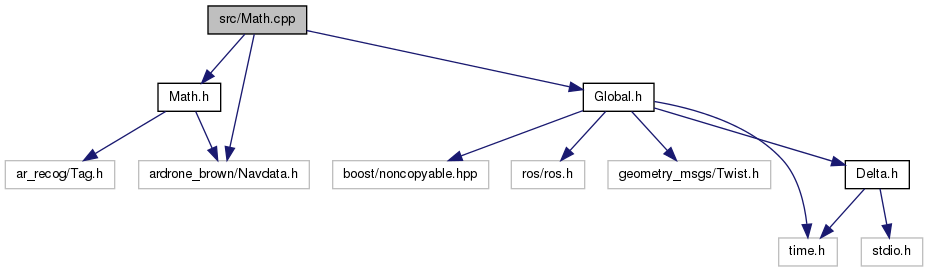 src/Math.cpp
Math.h
Global.h
ar_recog/Tag.h
ardrone_brown/Navdata.h
boost/noncopyable.hpp
ros/ros.h
geometry_msgs/Twist.h
Delta.h
time.h
stdio.h